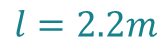 l = 2.2m